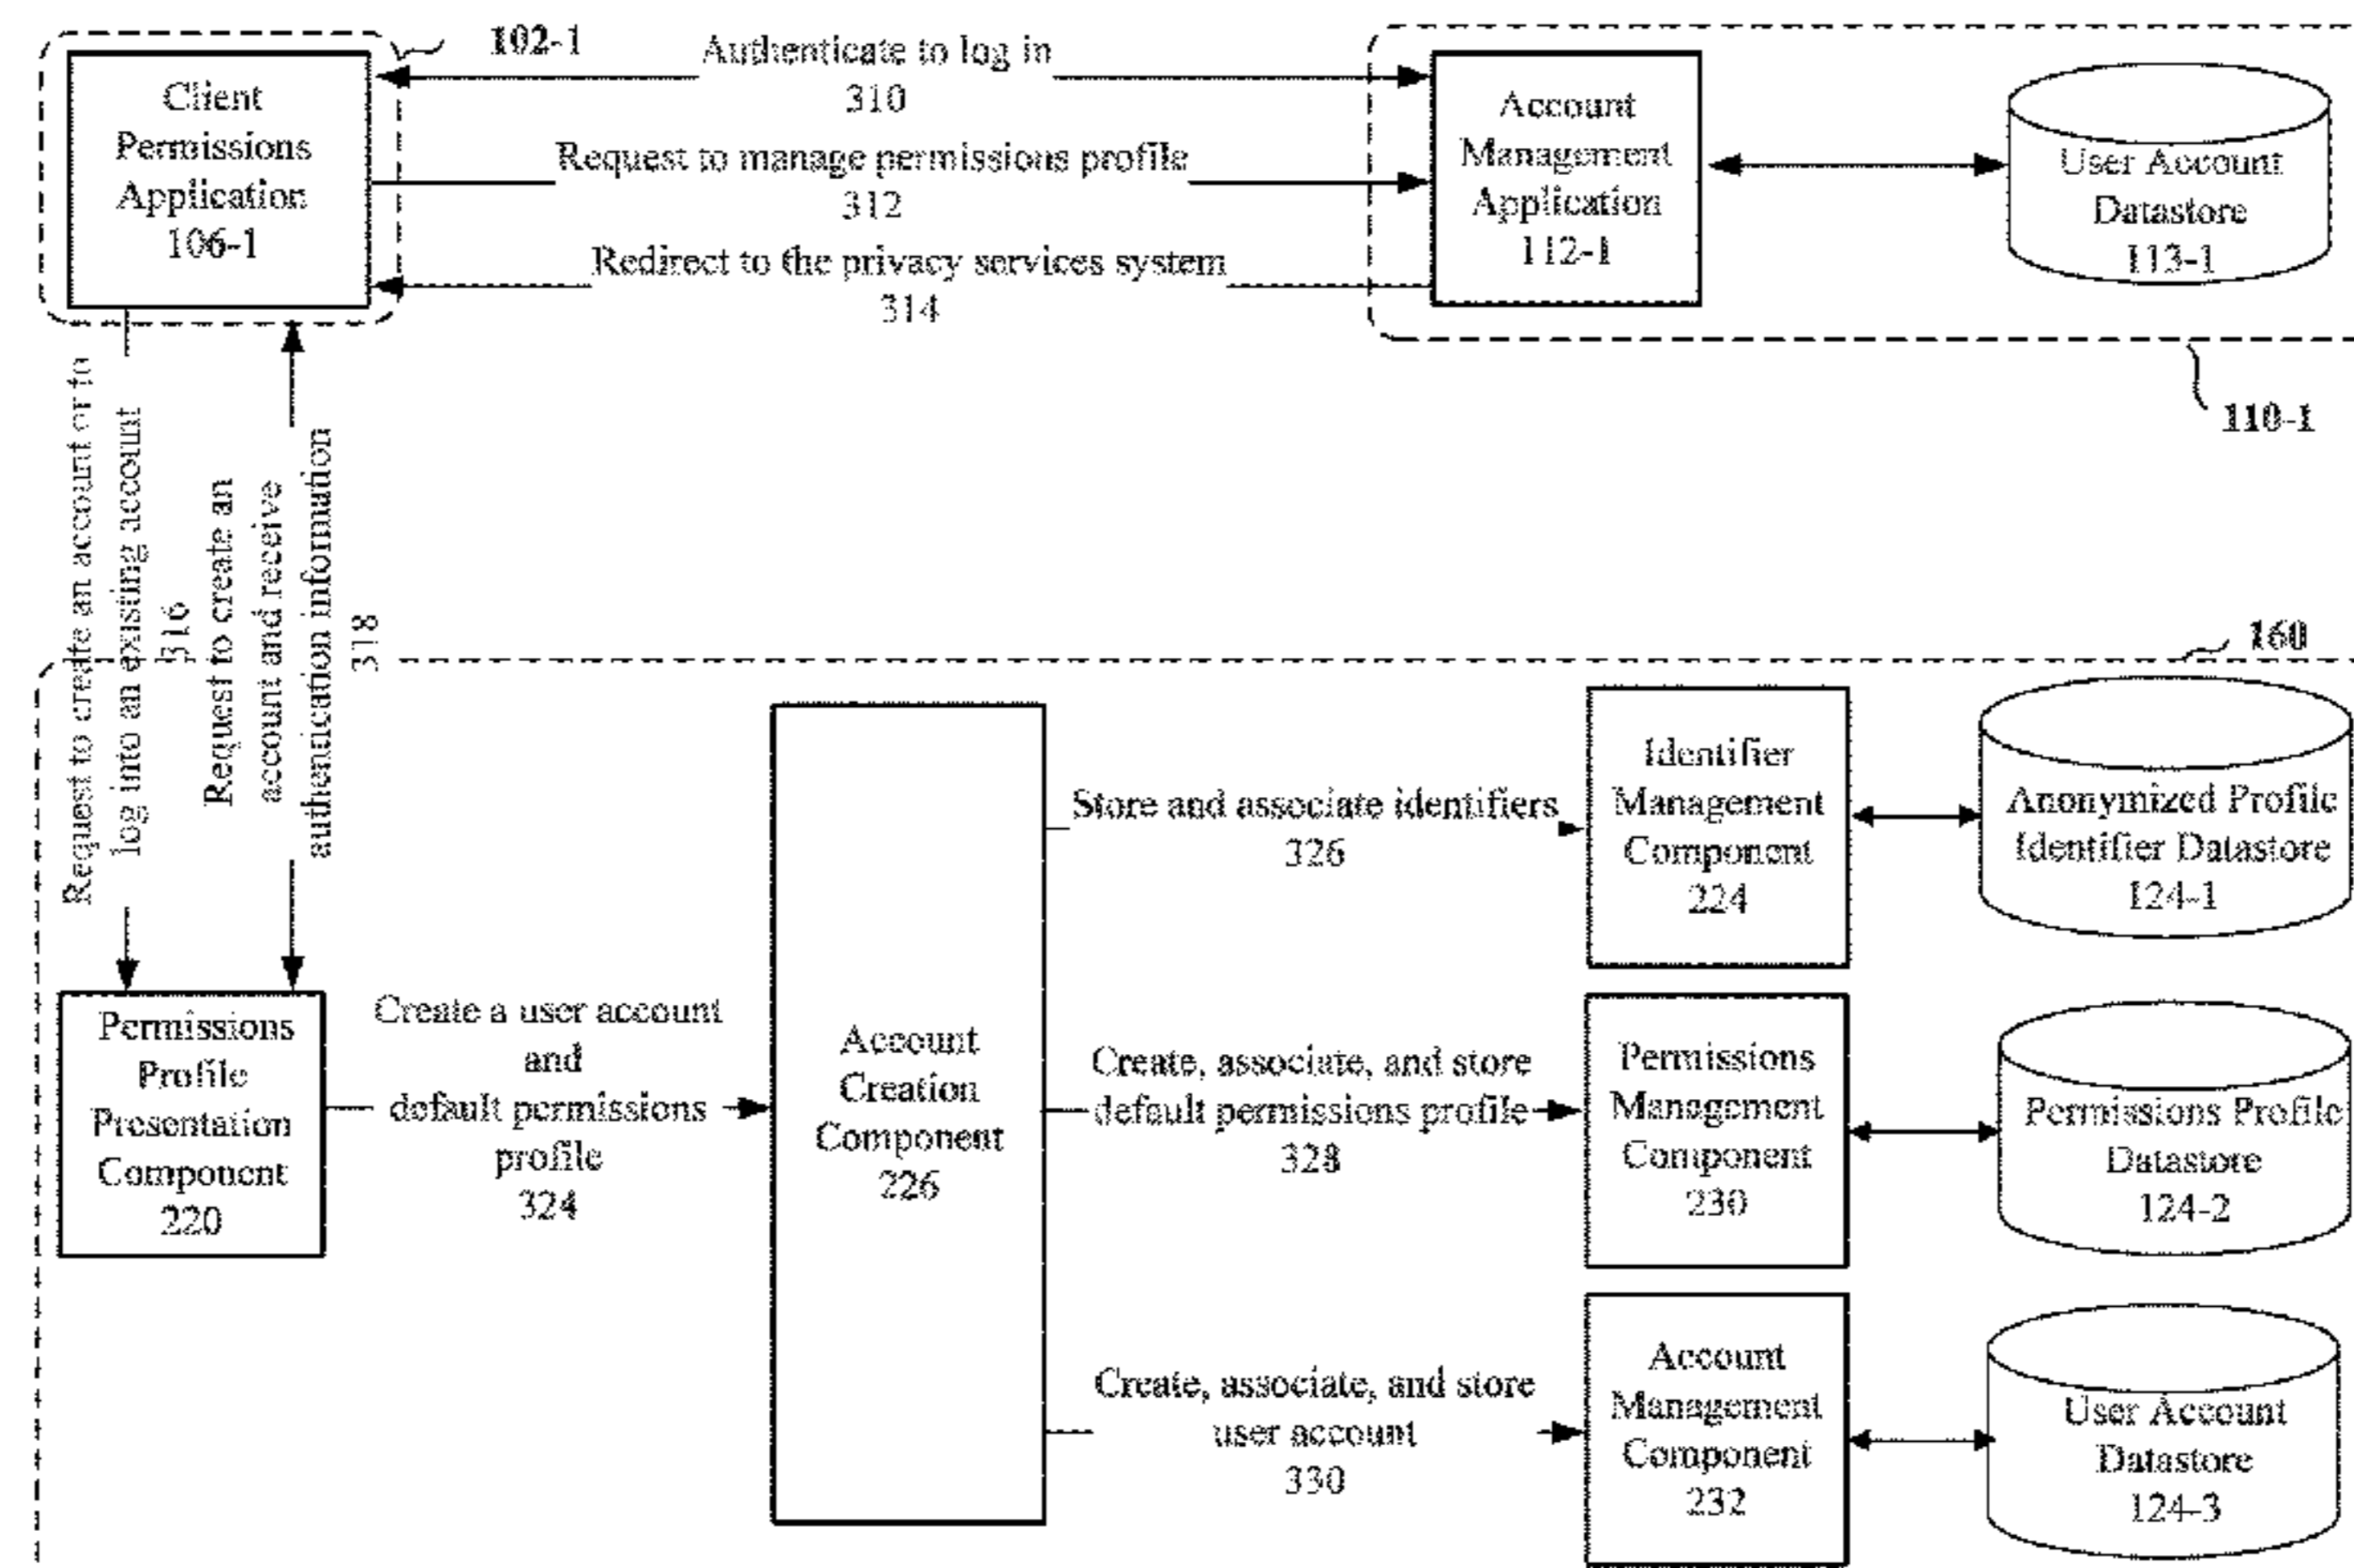 102-1
Client
Permissions
Application
106-1
Authenticate to log in
310
Request to manage permissions profile
312
Redirect to the privacy services system
314
Account
Management
Application
112-1
User Account
Datastore
113-1
110-1
Request to create an account or to
log into an existing account
316
Request to create an
account and receive
authentication information
318
160
Permissions
Profile
Presentation
Component
220
Create a user account
and
default permissions
profile
324
Account
Creation
Component
226
Store and associate identifiers
326
Identifier
Management
Component
224
Anonymized Profile
Identifier Datastore
124-1
Create, associate, and store
default permissions profile
328
Permissions
Management
Component
230
Permissions Profile
Datastore
124-2
Create, associate, and store
user account
330
Account
Management
Component
232
User Account
Datastore
124-3